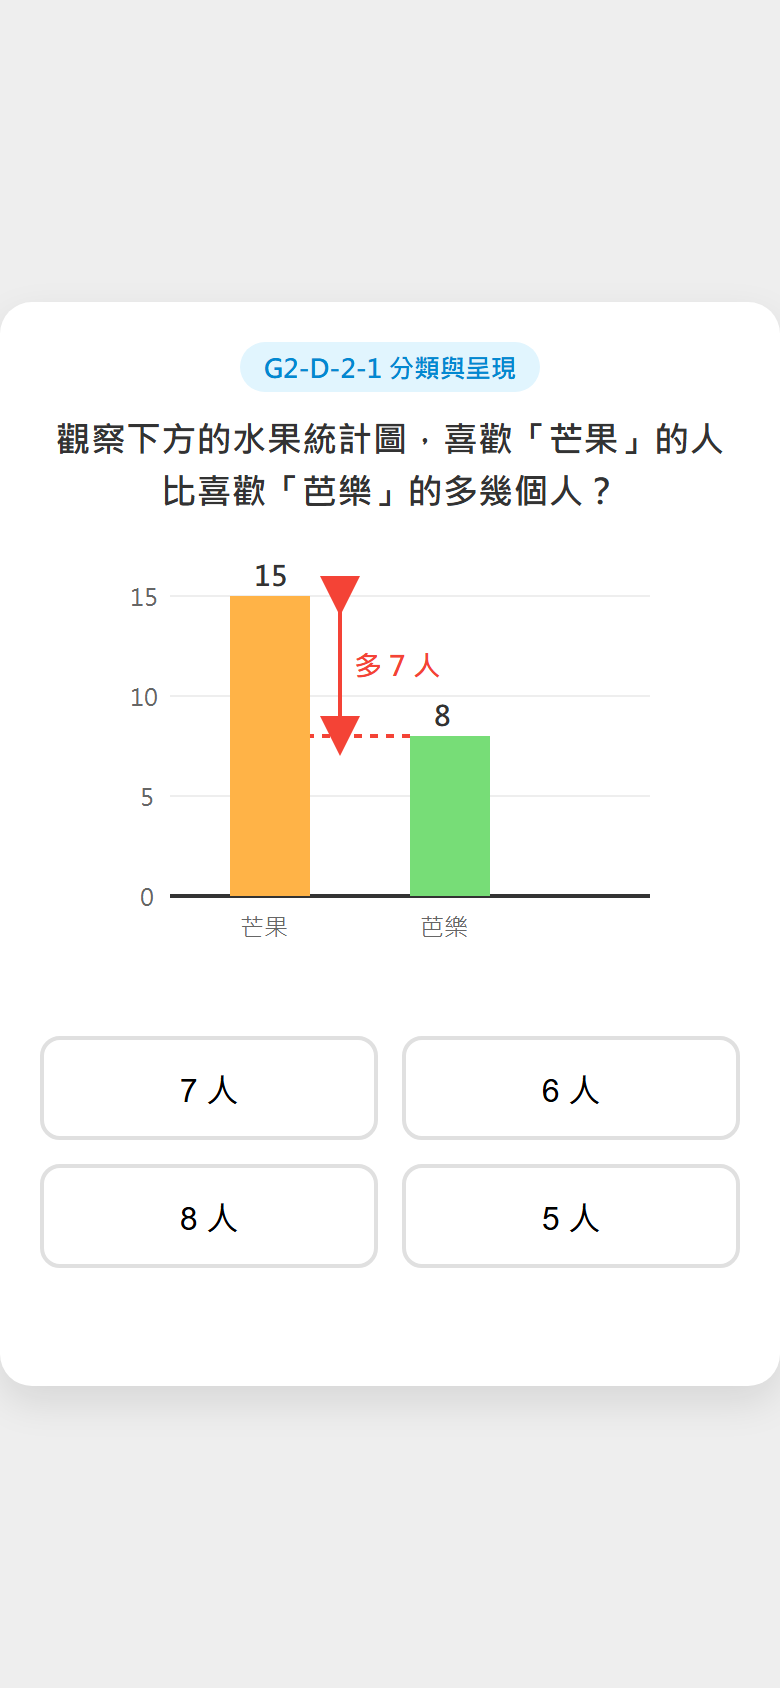 G2-D-2-1 分類與呈現
觀察下方的水果統計圖，喜歡「芒果」的人
比喜歡「芭樂」的多幾個人？
15
15
多 7 人
10
8
5
0
芒果
芭樂
7 人
6 人
8 人
5 人